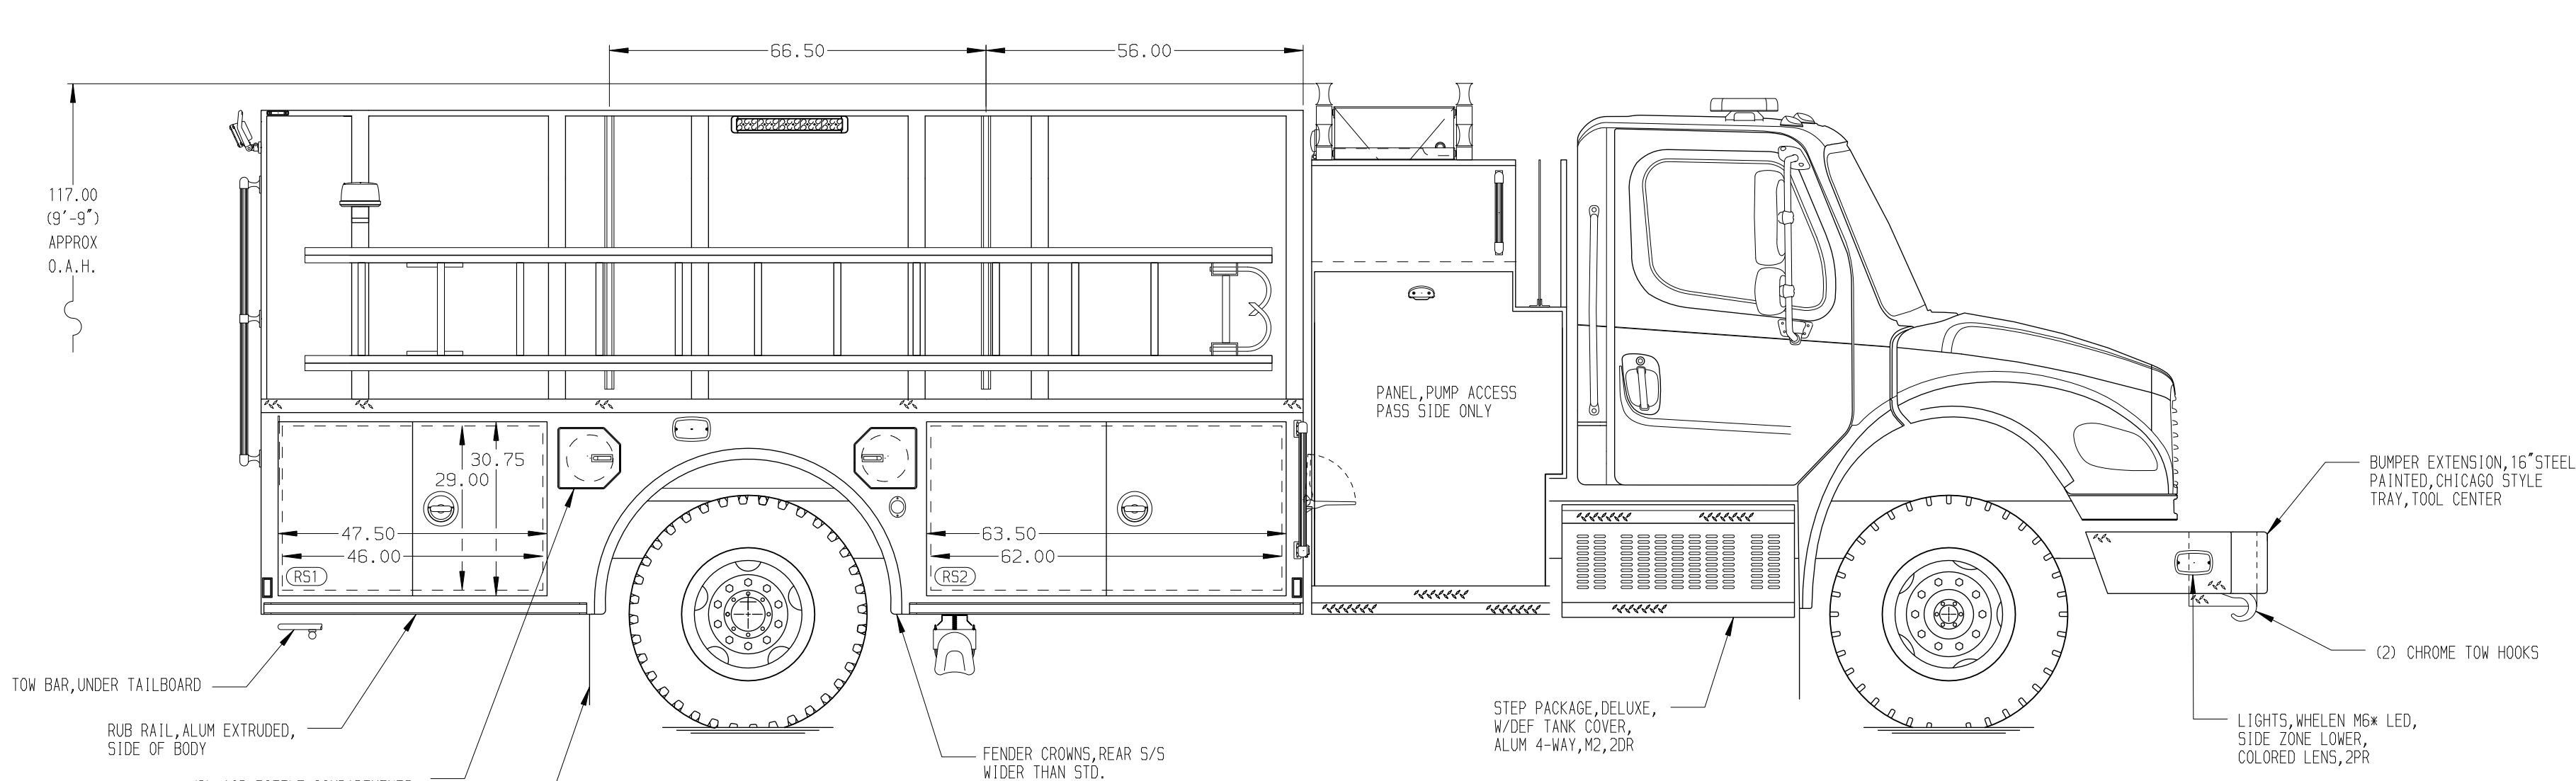 66.50
56.00
117.00
(9'-9")
APPROX
O.A.H.
PANEL,PUMP ACCESS
PASS SIDE ONLY
30.75
29.00
47.50
46.00
RS1
63.50
62.00
RS2
BUMPER EXTENSION,16"STEEL
PAINTED,CHICAGO STYLE
TRAY,TOOL CENTER
(2) CHROME TOW HOOKS
TOW BAR,UNDER TAILBOARD
RUB RAIL,ALUM EXTRUDED,
SIDE OF BODY
FENDER CROWNS,REAR S/S
WIDER THAN STD.
STEP PACKAGE,DELUXE,
W/DEF TANK COVER,
ALUM 4-WAY,M2,2DR
LIGHTS,WHELEN M6* LED,
SIDE ZONE LOWER,
COLORED LENS,2PR